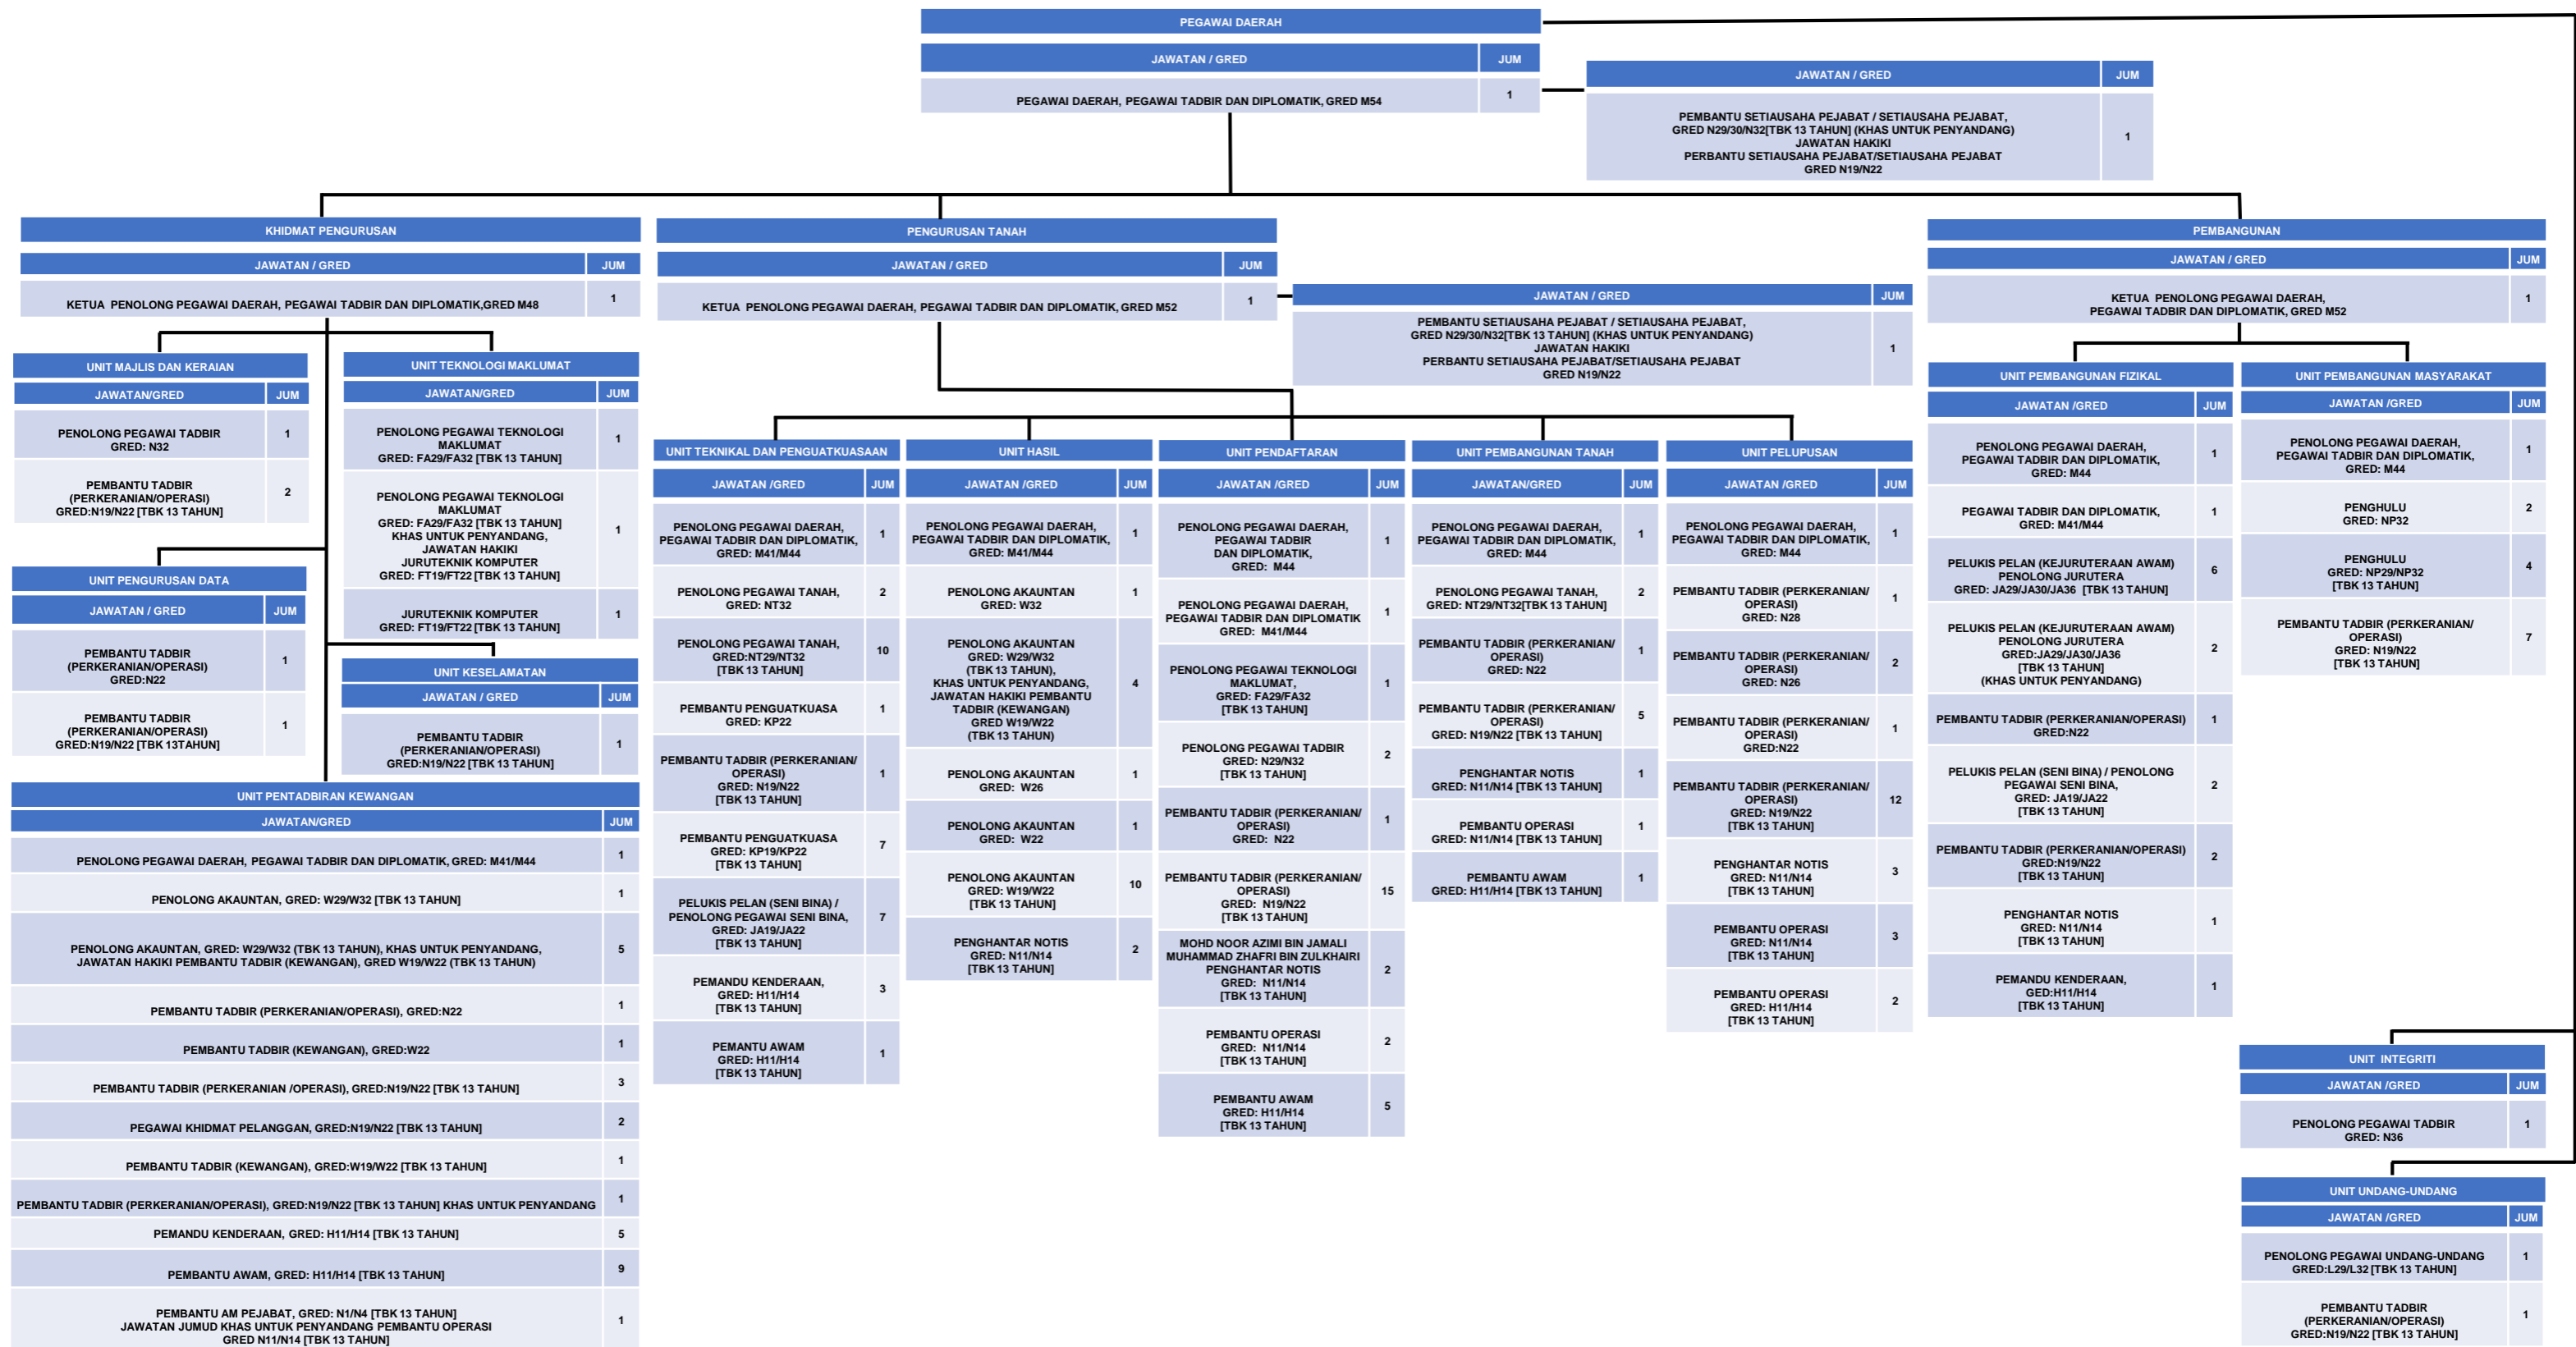 PEGAWAI DAERAH
JAWATAN / GRED JUM
PEGAWAI DAERAH, PEGAWAI TADBIR DAN DIPLOMATIK, GRED M54 1
JAWATAN / GRED JUM
PEMBANTU SETIAUSAHA PEJABAT / SETIAUSAHA PEJABAT,
GRED N29/30/N32[TBK 13 TAHUN] (KHAS UNTUK PENYANDANG)
JAWATAN HAKIKI
PERBANTU SETIAUSAHA PEJABAT/SETIAUSAHA PEJABAT
GRED N19/N22
1
KHIDMAT PENGURUSAN
JAWATAN / GRED JUM
KETUA PENOLONG PEGAWAI DAERAH, PEGAWAI TADBIR DAN DIPLOMATIK,GRED M48 1
UNIT MAJLIS DAN KERAIAN
JAWATAN/GRED JUM
PENOLONG PEGAWAI TADBIR
GRED: N32
1
PEMBANTU TADBIR
(PERKERANIAN/OPERASI)
GRED:N19/N22 [TBK 13 TAHUN]
2
UNIT TEKNOLOGI MAKLUMAT
JAWATAN/GRED JUM
PENOLONG PEGAWAI TEKNOLOGI
MAKLUMAT
GRED: FA29/FA32 [TBK 13 TAHUN]
1
PENOLONG PEGAWAI TEKNOLOGI
MAKLUMAT
GRED: FA29/FA32 [TBK 13 TAHUN]
KHAS UNTUK PENYANDANG,
JAWATAN HAKIKI
JURUTEKNIK KOMPUTER
GRED: FT19/FT22 [TBK 13 TAHUN]
1
JURUTEKNIK KOMPUTER
GRED: FT19/FT22 [TBK 13 TAHUN]
1
UNIT PENGURUSAN DATA
JAWATAN / GRED JUM
PEMBANTU TADBIR
(PERKERANIAN/OPERASI)
GRED:N22
1
PEMBANTU TADBIR
(PERKERANIAN/OPERASI)
GRED:N19/N22 [TBK 13TAHUN]
1
UNIT KESELAMATAN
JAWATAN / GRED JUM
PEMBANTU TADBIR
(PERKERANIAN/OPERASI)
GRED:N19/N22 [TBK 13 TAHUN]
1
UNIT PENTADBIRAN KEWANGAN
JAWATAN/GRED JUM
PENOLONG PEGAWAI DAERAH, PEGAWAI TADBIR DAN DIPLOMATIK, GRED: M41/M44 1
PENOLONG AKAUNTAN, GRED: W29/W32 [TBK 13 TAHUN] 1
PENOLONG AKAUNTAN, GRED: W29/W32 (TBK 13 TAHUN), KHAS UNTUK PENYANDANG,
JAWATAN HAKIKI PEMBANTU TADBIR (KEWANGAN), GRED W19/W22 (TBK 13 TAHUN)
5
PEMBANTU TADBIR (PERKERANIAN/OPERASI), GRED:N22 1
PEMBANTU TADBIR (KEWANGAN), GRED:W22 1
PEMBANTU TADBIR (PERKERANIAN /OPERASI), GRED:N19/N22 [TBK 13 TAHUN] 3
PEGAWAI KHIDMAT PELANGGAN, GRED:N19/N22 [TBK 13 TAHUN] 2
PEMBANTU TADBIR (KEWANGAN), GRED:W19/W22 [TBK 13 TAHUN] 1
PEMBANTU TADBIR (PERKERANIAN/OPERASI), GRED:N19/N22 [TBK 13 TAHUN] KHAS UNTUK PENYANDANG 1
PEMANDU KENDERAAN, GRED: H11/H14 [TBK 13 TAHUN] 5
PEMBANTU AWAM, GRED: H11/H14 [TBK 13 TAHUN] 9
PEMBANTU AM PEJABAT, GRED: N1/N4 [TBK 13 TAHUN]
JAWATAN JUMUD KHAS UNTUK PENYANDANG PEMBANTU OPERASI
GRED N11/N14 [TBK 13 TAHUN]
1
PENGURUSAN TANAH
JAWATAN / GRED JUM
KETUA PENOLONG PEGAWAI DAERAH, PEGAWAI TADBIR DAN DIPLOMATIK, GRED M52 1
JAWATAN / GRED JUM
PEMBANTU SETIAUSAHA PEJABAT / SETIAUSAHA PEJABAT,
GRED N29/30/N32[TBK 13 TAHUN] (KHAS UNTUK PENYANDANG)
JAWATAN HAKIKI
PERBANTU SETIAUSAHA PEJABAT/SETIAUSAHA PEJABAT
GRED N19/N22
1
UNIT TEKNIKAL DAN PENGUATKUASAAN
JAWATAN /GRED JUM
PENOLONG PEGAWAI DAERAH,
PEGAWAI TADBIR DAN DIPLOMATIK,
GRED: M41/M44
1
PENOLONG PEGAWAI TANAH,
GRED: NT32
2
PENOLONG PEGAWAI TANAH,
GRED:NT29/NT32
[TBK 13 TAHUN]
10
PEMBANTU PENGUATKUASA
GRED: KP22
1
PEMBANTU TADBIR (PERKERANIAN/
OPERASI)
GRED: N19/N22
[TBK 13 TAHUN]
1
PEMBANTU PENGUATKUASA
GRED: KP19/KP22
[TBK 13 TAHUN]
7
PELUKIS PELAN (SENI BINA) /
PENOLONG PEGAWAI SENI BINA,
GRED: JA19/JA22
[TBK 13 TAHUN]
7
PEMANDU KENDERAAN,
GRED: H11/H14
[TBK 13 TAHUN]
3
PEMANTU AWAM
GRED: H11/H14
[TBK 13 TAHUN]
1
UNIT HASIL
JAWATAN /GRED JUM
PENOLONG PEGAWAI DAERAH,
PEGAWAI TADBIR DAN DIPLOMATIK,
GRED: M41/M44
1
PENOLONG AKAUNTAN
GRED: W32
1
PENOLONG AKAUNTAN
GRED: W29/W32
(TBK 13 TAHUN),
KHAS UNTUK PENYANDANG,
JAWATAN HAKIKI PEMBANTU
TADBIR (KEWANGAN)
GRED W19/W22
(TBK 13 TAHUN)
4
PENOLONG AKAUNTAN
GRED: W26
1
PENOLONG AKAUNTAN
GRED: W22
1
PENOLONG AKAUNTAN
GRED: W19/W22
[TBK 13 TAHUN]
10
PENGHANTAR NOTIS
GRED: N11/N14
[TBK 13 TAHUN]
2
UNIT PENDAFTARAN
JAWATAN /GRED JUM
PENOLONG PEGAWAI DAERAH,
PEGAWAI TADBIR
DAN DIPLOMATIK,
GRED: M44
1
PENOLONG PEGAWAI DAERAH,
PEGAWAI TADBIR DAN DIPLOMATIK
GRED: M41/M44
1
PENOLONG PEGAWAI TEKNOLOGI
MAKLUMAT,
GRED: FA29/FA32
[TBK 13 TAHUN]
1
PENOLONG PEGAWAI TADBIR
GRED: N29/N32
[TBK 13 TAHUN]
2
PEMBANTU TADBIR (PERKERANIAN/
OPERASI)
GRED: N22
1
PEMBANTU TADBIR (PERKERANIAN/
OPERASI)
GRED: N19/N22
[TBK 13 TAHUN]
15
MOHD NOOR AZIMI BIN JAMALI
MUHAMMAD ZHAFRI BIN ZULKHAIRI
PENGHANTAR NOTIS
GRED: N11/N14
[TBK 13 TAHUN]
2
PEMBANTU OPERASI
GRED: N11/N14
[TBK 13 TAHUN]
2
PEMBANTU AWAM
GRED: H11/H14
[TBK 13 TAHUN]
5
UNIT PEMBANGUNAN TANAH
JAWATAN/GRED JUM
PENOLONG PEGAWAI DAERAH,
PEGAWAI TADBIR DAN DIPLOMATIK,
GRED: M44
1
PENOLONG PEGAWAI TANAH,
GRED: NT29/NT32[TBK 13 TAHUN]
2
PEMBANTU TADBIR (PERKERANIAN/
OPERASI)
GRED: N22
1
PEMBANTU TADBIR (PERKERANIAN/
OPERASI)
GRED: N19/N22 [TBK 13 TAHUN]
5
PENGHANTAR NOTIS
GRED: N11/N14 [TBK 13 TAHUN]
1
PEMBANTU OPERASI
GRED: N11/N14 [TBK 13 TAHUN]
1
PEMBANTU AWAM
GRED: H11/H14 [TBK 13 TAHUN]
1
UNIT PELUPUSAN
JAWATAN /GRED JUM
PENOLONG PEGAWAI DAERAH,
PEGAWAI TADBIR DAN DIPLOMATIK,
GRED: M44
1
PEMBANTU TADBIR (PERKERANIAN/
OPERASI)
GRED: N28
1
PEMBANTU TADBIR (PERKERANIAN/
OPERASI)
GRED: N26
2
PEMBANTU TADBIR (PERKERANIAN/
OPERASI)
GRED:N22
1
PEMBANTU TADBIR (PERKERANIAN/
OPERASI)
GRED: N19/N22
[TBK 13 TAHUN]
12
PENGHANTAR NOTIS
GRED: N11/N14
[TBK 13 TAHUN]
3
PEMBANTU OPERASI
GRED: N11/N14
[TBK 13 TAHUN]
3
PEMBANTU OPERASI
GRED: H11/H14
[TBK 13 TAHUN]
2
PEMBANGUNAN
JAWATAN / GRED JUM
KETUA PENOLONG PEGAWAI DAERAH,
PEGAWAI TADBIR DAN DIPLOMATIK, GRED M52
1
UNIT PEMBANGUNAN FIZIKAL
JAWATAN /GRED JUM
PENOLONG PEGAWAI DAERAH,
PEGAWAI TADBIR DAN DIPLOMATIK,
GRED: M44
1
PEGAWAI TADBIR DAN DIPLOMATIK,
GRED: M41/M44
1
PELUKIS PELAN (KEJURUTERAAN AWAM)
PENOLONG JURUTERA
GRED: JA29/JA30/JA36 [TBK 13 TAHUN]
6
PELUKIS PELAN (KEJURUTERAAN AWAM)
PENOLONG JURUTERA
GRED:JA29/JA30/JA36
[TBK 13 TAHUN]
(KHAS UNTUK PENYANDANG)
2
PEMBANTU TADBIR (PERKERANIAN/OPERASI)
GRED:N22
1
PELUKIS PELAN (SENI BINA) / PENOLONG
PEGAWAI SENI BINA,
GRED: JA19/JA22
[TBK 13 TAHUN]
2
PEMBANTU TADBIR (PERKERANIAN/OPERASI)
GRED:N19/N22
[TBK 13 TAHUN]
2
PENGHANTAR NOTIS
GRED: N11/N14
[TBK 13 TAHUN]
1
PEMANDU KENDERAAN,
GED:H11/H14
[TBK 13 TAHUN]
1
UNIT PEMBANGUNAN MASYARAKAT
JAWATAN /GRED JUM
PENOLONG PEGAWAI DAERAH,
PEGAWAI TADBIR DAN DIPLOMATIK,
GRED: M44
1
PENGHULU
GRED: NP32
2
PENGHULU
GRED: NP29/NP32
[TBK 13 TAHUN]
4
PEMBANTU TADBIR (PERKERANIAN/
OPERASI)
GRED: N19/N22
[TBK 13 TAHUN]
7
UNIT INTEGRITI
JAWATAN /GRED JUM
PENOLONG PEGAWAI TADBIR
GRED: N36
1
UNIT UNDANG-UNDANG
JAWATAN /GRED JUM
PENOLONG PEGAWAI UNDANG-UNDANG
GRED:L29/L32 [TBK 13 TAHUN]
1
PEMBANTU TADBIR
(PERKERANIAN/OPERASI)
GRED:N19/N22 [TBK 13 TAHUN]
1